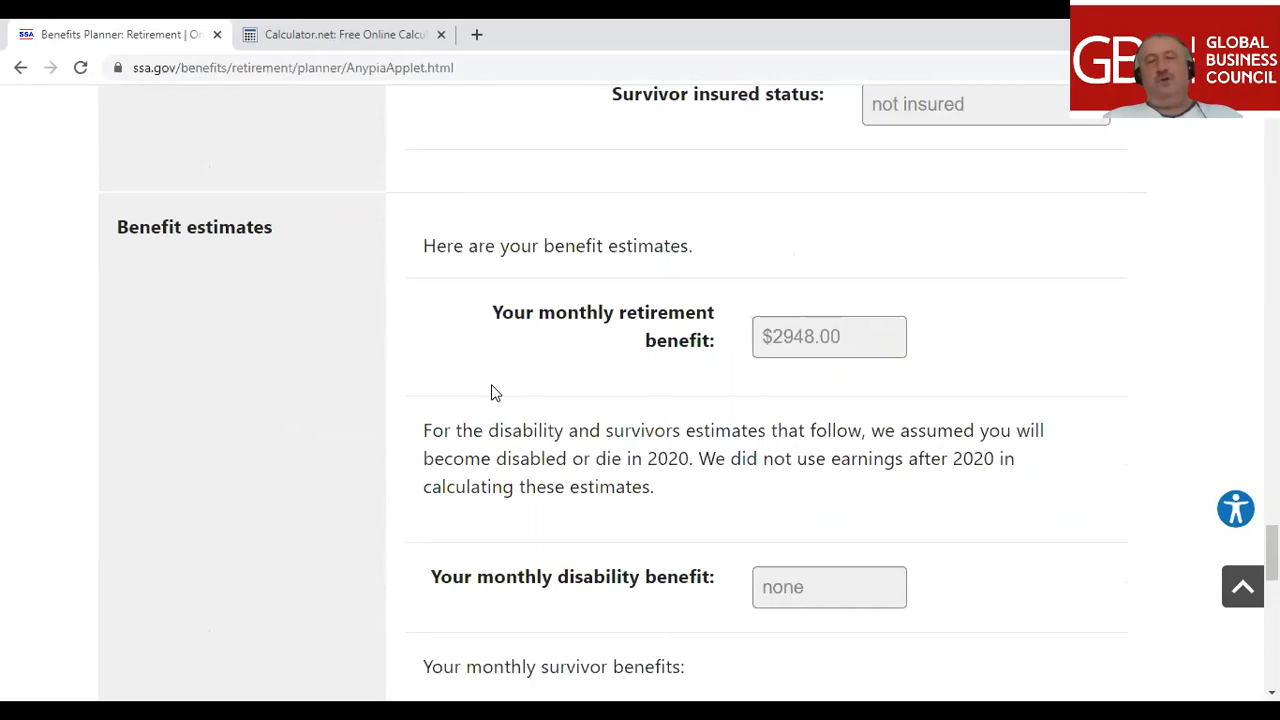 Benefits Planner: Retirement | On
Calculator.net: Free Online Calcu
ssa.gov/benefits/retirement/planner/AnypiaApplet.html
GLOBAL
BUSINESS
COUNCIL
Survivor insured status:
not insured
Benefit estimates
Here are your benefit estimates.
Your monthly retirement
benefit:
$2948.00
For the disability and survivors estimates that follow, we assumed you will
become disabled or die in 2020. We did not use earnings after 2020 in
calculating these estimates.
Your monthly disability benefit:
none
Your monthly survivor benefits: